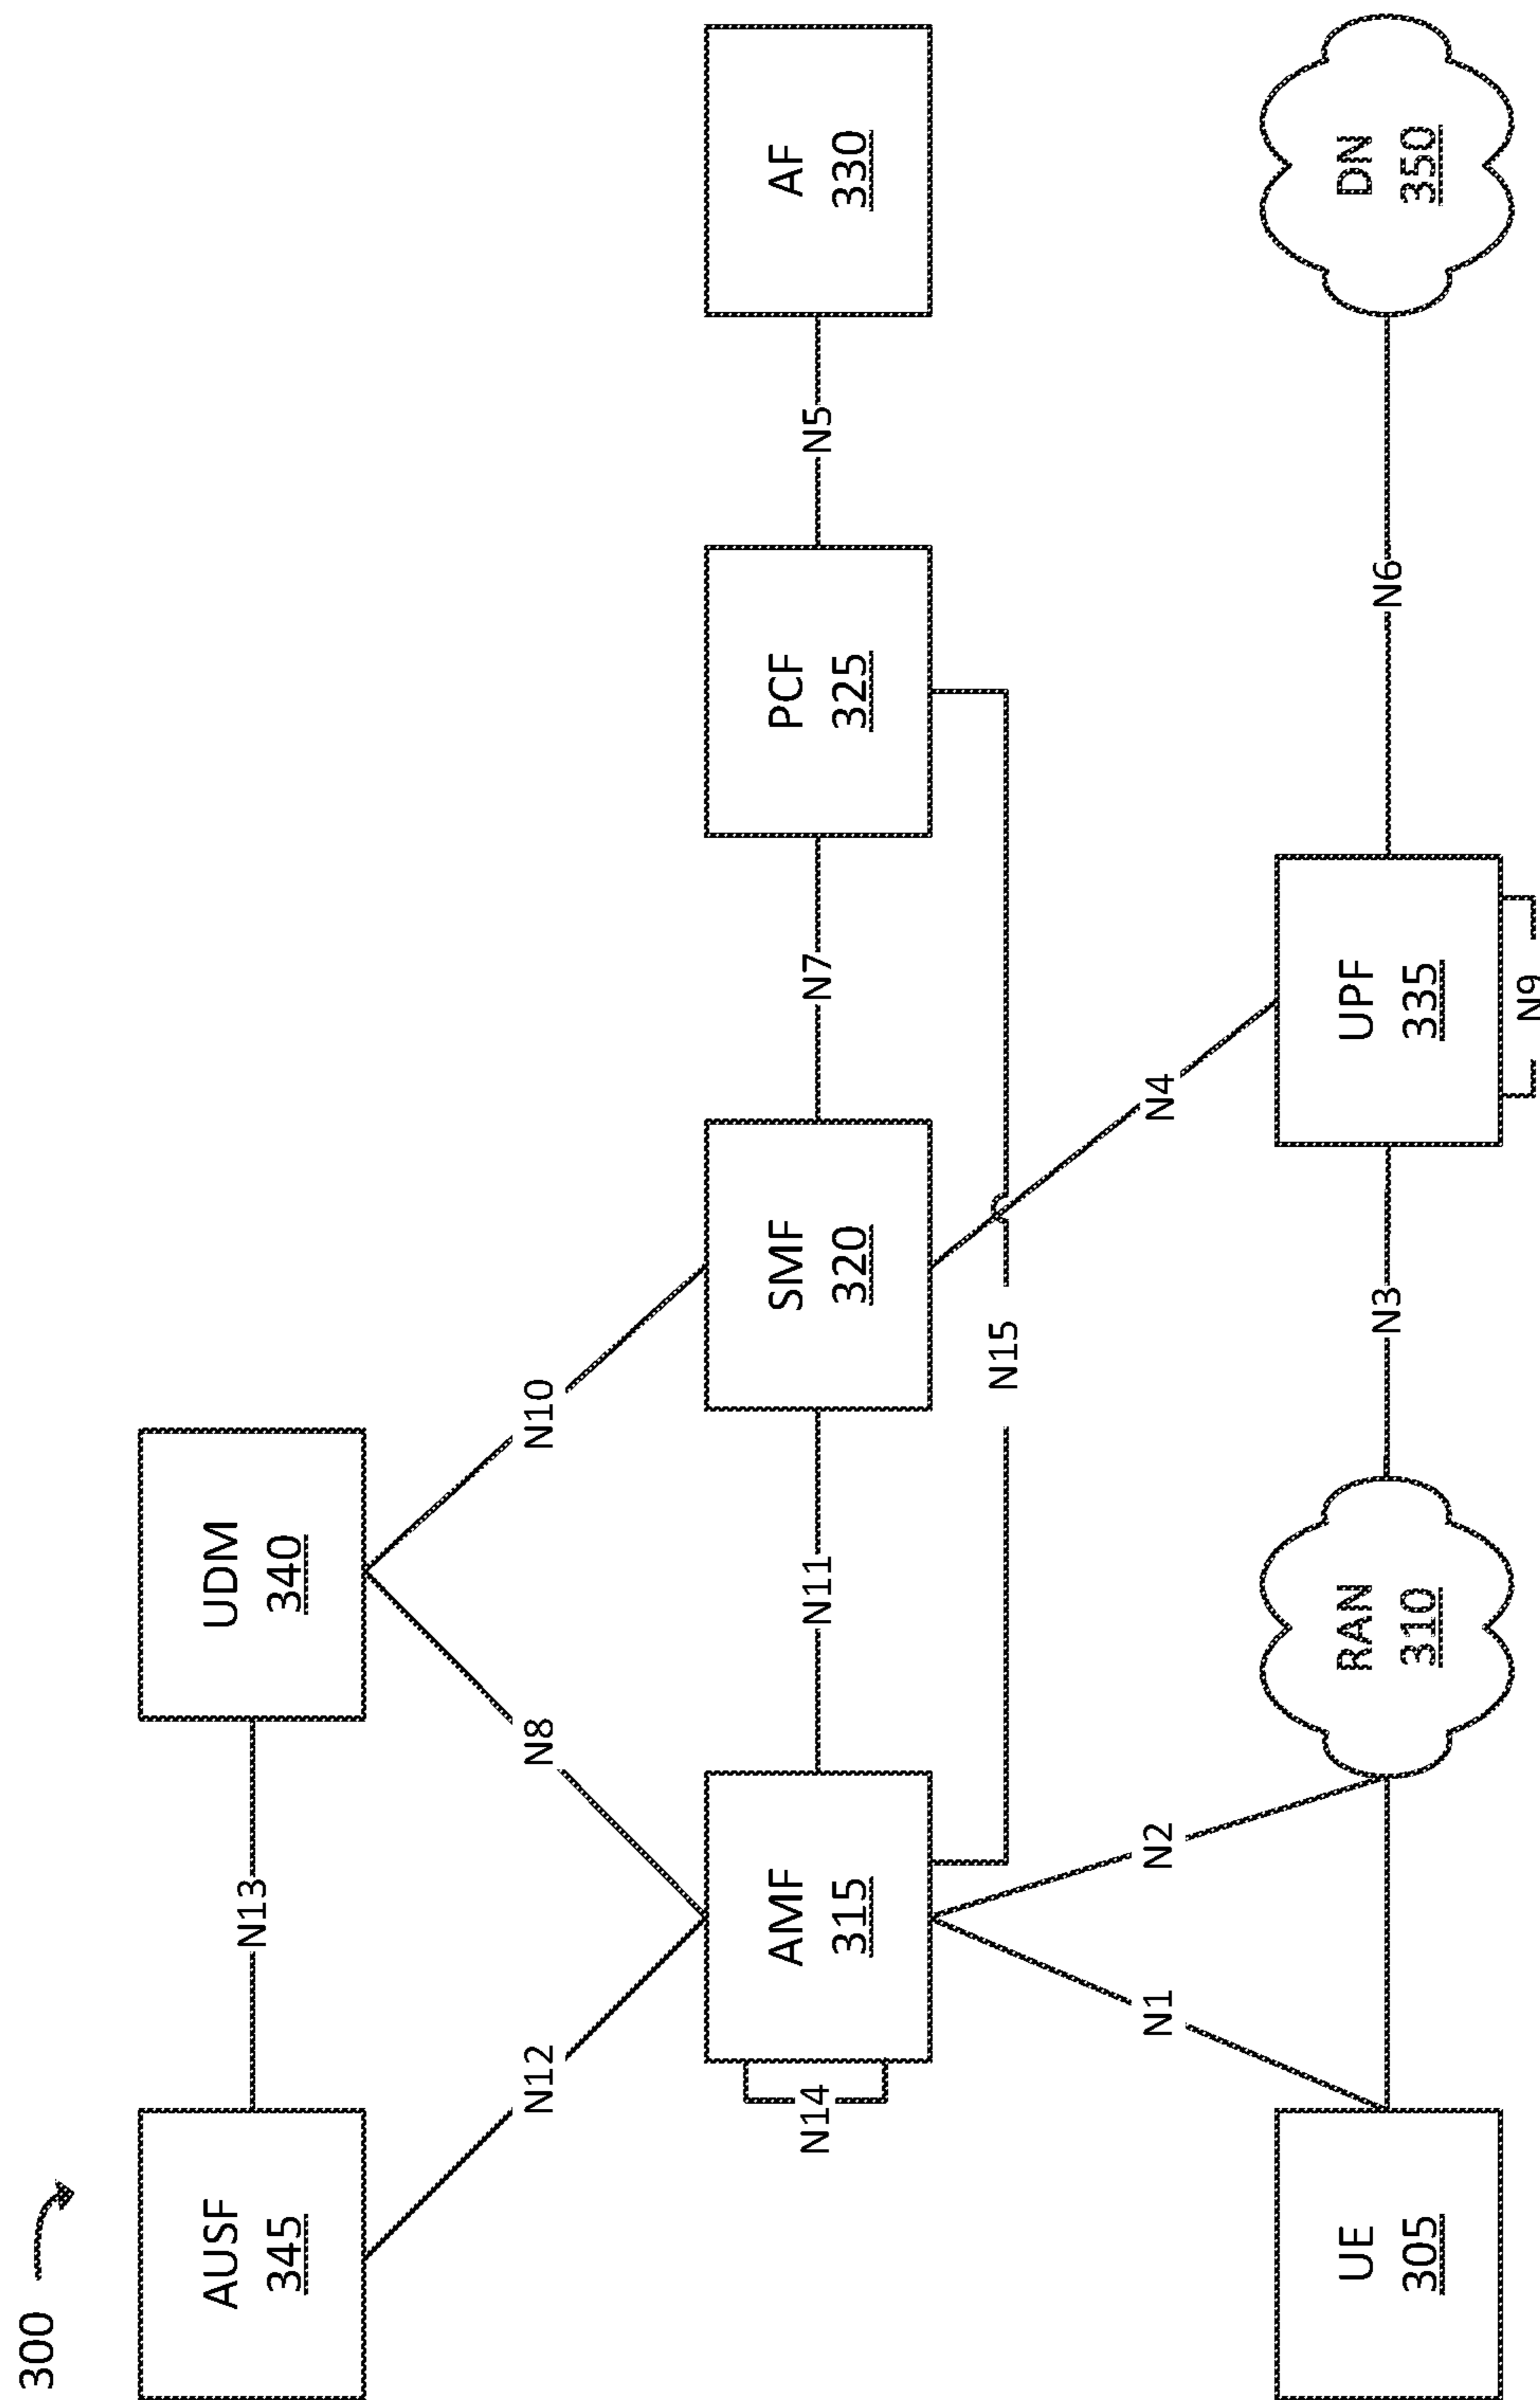 300
AUSF
345
N13
UDM
340
N12
N8
N10
N14
AMF
315
N11
SMF
320
N7
PCF
325
N5
AF
330
N15
N1
N2
N4
UE
305
RAN
310
N3
UPF
335
N6
DN
350
N9